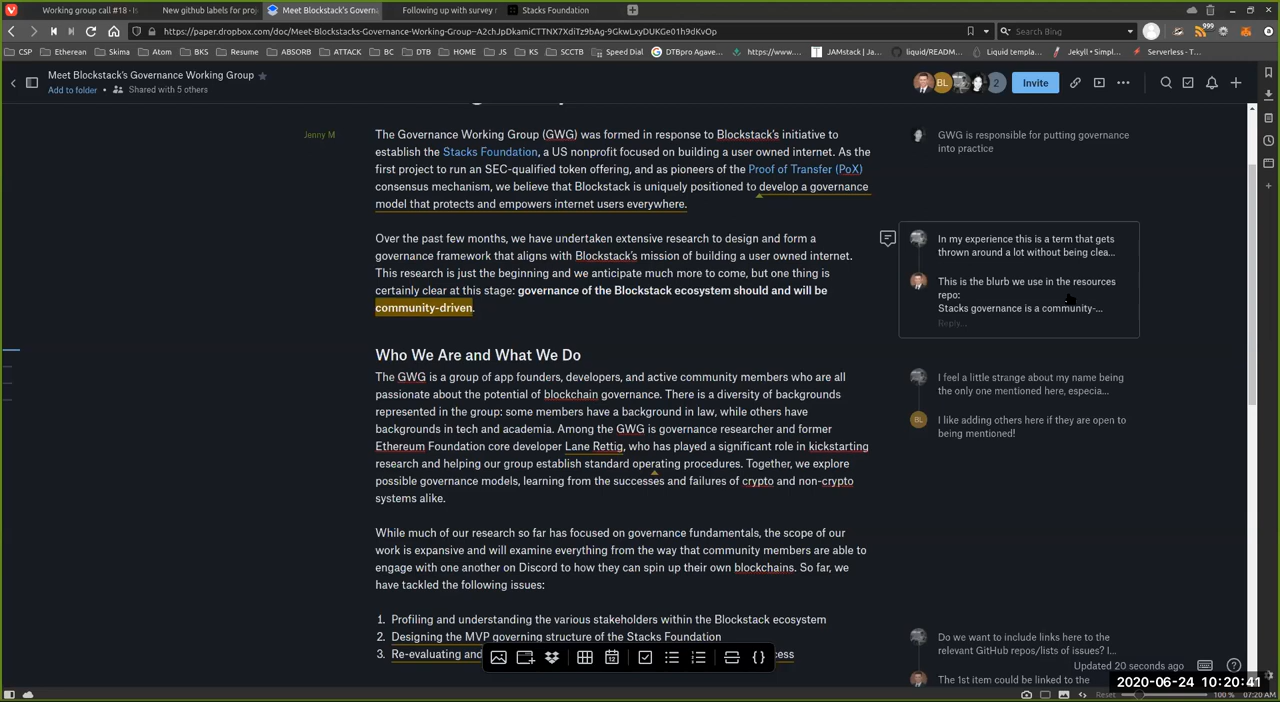 Working group call #18 - 
New github labels for pro
Meet Blockstack's Govern
Following up with survey
Stacks Foundation
https://paper.dropbox.com/doc/Meet-Blockstacks-Governance-Working-Group--A2chJpDkamiCTTNX7XdiTz9bAg-9GkwLxyDUKGe01h9dKvOp
Search Bing
999
CSP
Etherean
Skima
Atom
BKS
Resume
ABSORB
ATTACK
BC
DTB
HOME
JS
KS
SCCTB
Speed Dial
DTBpro Agave...
https://www....
JAMstack | Ja...
liquid/READM...
Liquid templa...
Jekyll • Simpl...
Serverless - T...
Meet Blockstack's Governance Working Group
Add to folder • Shared with 5 others
BL
2
Invite
Jenny M
The Governance Working Group (GWG) was formed in response to Blockstack's initiative to
establish the Stacks Foundation, a US nonprofit focused on building a user owned internet. As the
first project to run an SEC-qualified token offering, and as pioneers of the Proof of Transfer (PoX)
consensus mechanism, we believe that Blockstack is uniquely positioned to develop a governance
model that protects and empowers internet users everywhere.
Over the past few months, we have undertaken extensive research to design and form a
governance framework that aligns with Blockstack's mission of building a user owned internet.
This research is just the beginning and we anticipate much more to come, but one thing is
certainly clear at this stage: governance of the Blockstack ecosystem should and will be
community-driven.
Who We Are and What We Do
The GWG is a group of app founders, developers, and active community members who are all
passionate about the potential of blockchain governance. There is a diversity of backgrounds
represented in the group: some members have a background in law, while others have
backgrounds in tech and academia. Among the GWG is governance researcher and former
Ethereum Foundation core developer Lane Rettig, who has played a significant role in kickstarting
research and helping our group establish standard operating procedures. Together, we explore
possible governance models, learning from the successes and failures of crypto and non-crypto
systems alike.
While much of our research so far has focused on governance fundamentals, the scope of our
work is expansive and will examine everything from the way that community members are able to
engage with one another on Discord to how they can spin up their own blockchains. So far, we
have tackled the following issues:
1. Profiling and understanding the various stakeholders within the Blockstack ecosystem
2. Designing the MVP governing structure of the Stacks Foundation
3. Re-evaluating and
GWG is responsible for putting governance
into practice
In my experience this is a term that gets
thrown around a lot without being clea...
This is the blurb we use in the resources
repo:
Stacks governance is a community-...
Reply...
I feel a little strange about my name being
the only one mentioned here, especia...
BL
I like adding others here if they are open to
being mentioned!
Do we want to include links here to the
relevant GitHub repos/lists of issues? I...
Updated 20 seconds ago
The 1st item could be linked to the
2020-06-24 10:20:41
Reset
100 %
07:20 AM